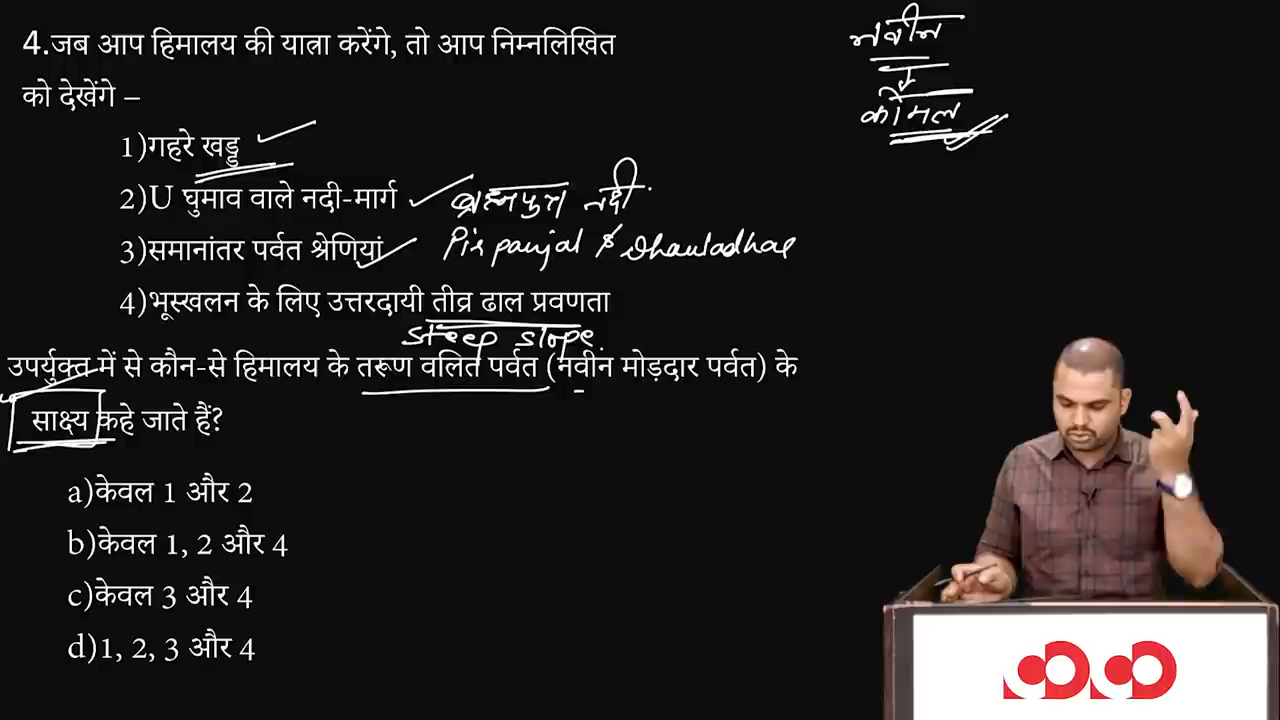 4.जब आप हिमालय की यात्रा करेंगे, तो आप निम्नलिखित
को देखेंगे –
1)गहरे खड्ड
2)U घुमाव वाले नदी-मार्ग ब्रह्मपुत्र नदी
3)समानांतर पर्वत श्रेणियां Pir panjal & Dhauladhar
4)भूस्खलन के लिए उत्तरदायी तीव्र ढाल प्रवणता
steep slope.
उपर्युक्त में से कौन-से हिमालय के तरूण वलित पर्वत (नवीन मोड़दार पर्वत) के
साक्ष्य कहे जाते हैं?
a)केवल 1 और 2
b)केवल 1, 2 और 4
c)केवल 3 और 4
d)1, 2, 3 और 4
नवीन
कोमल